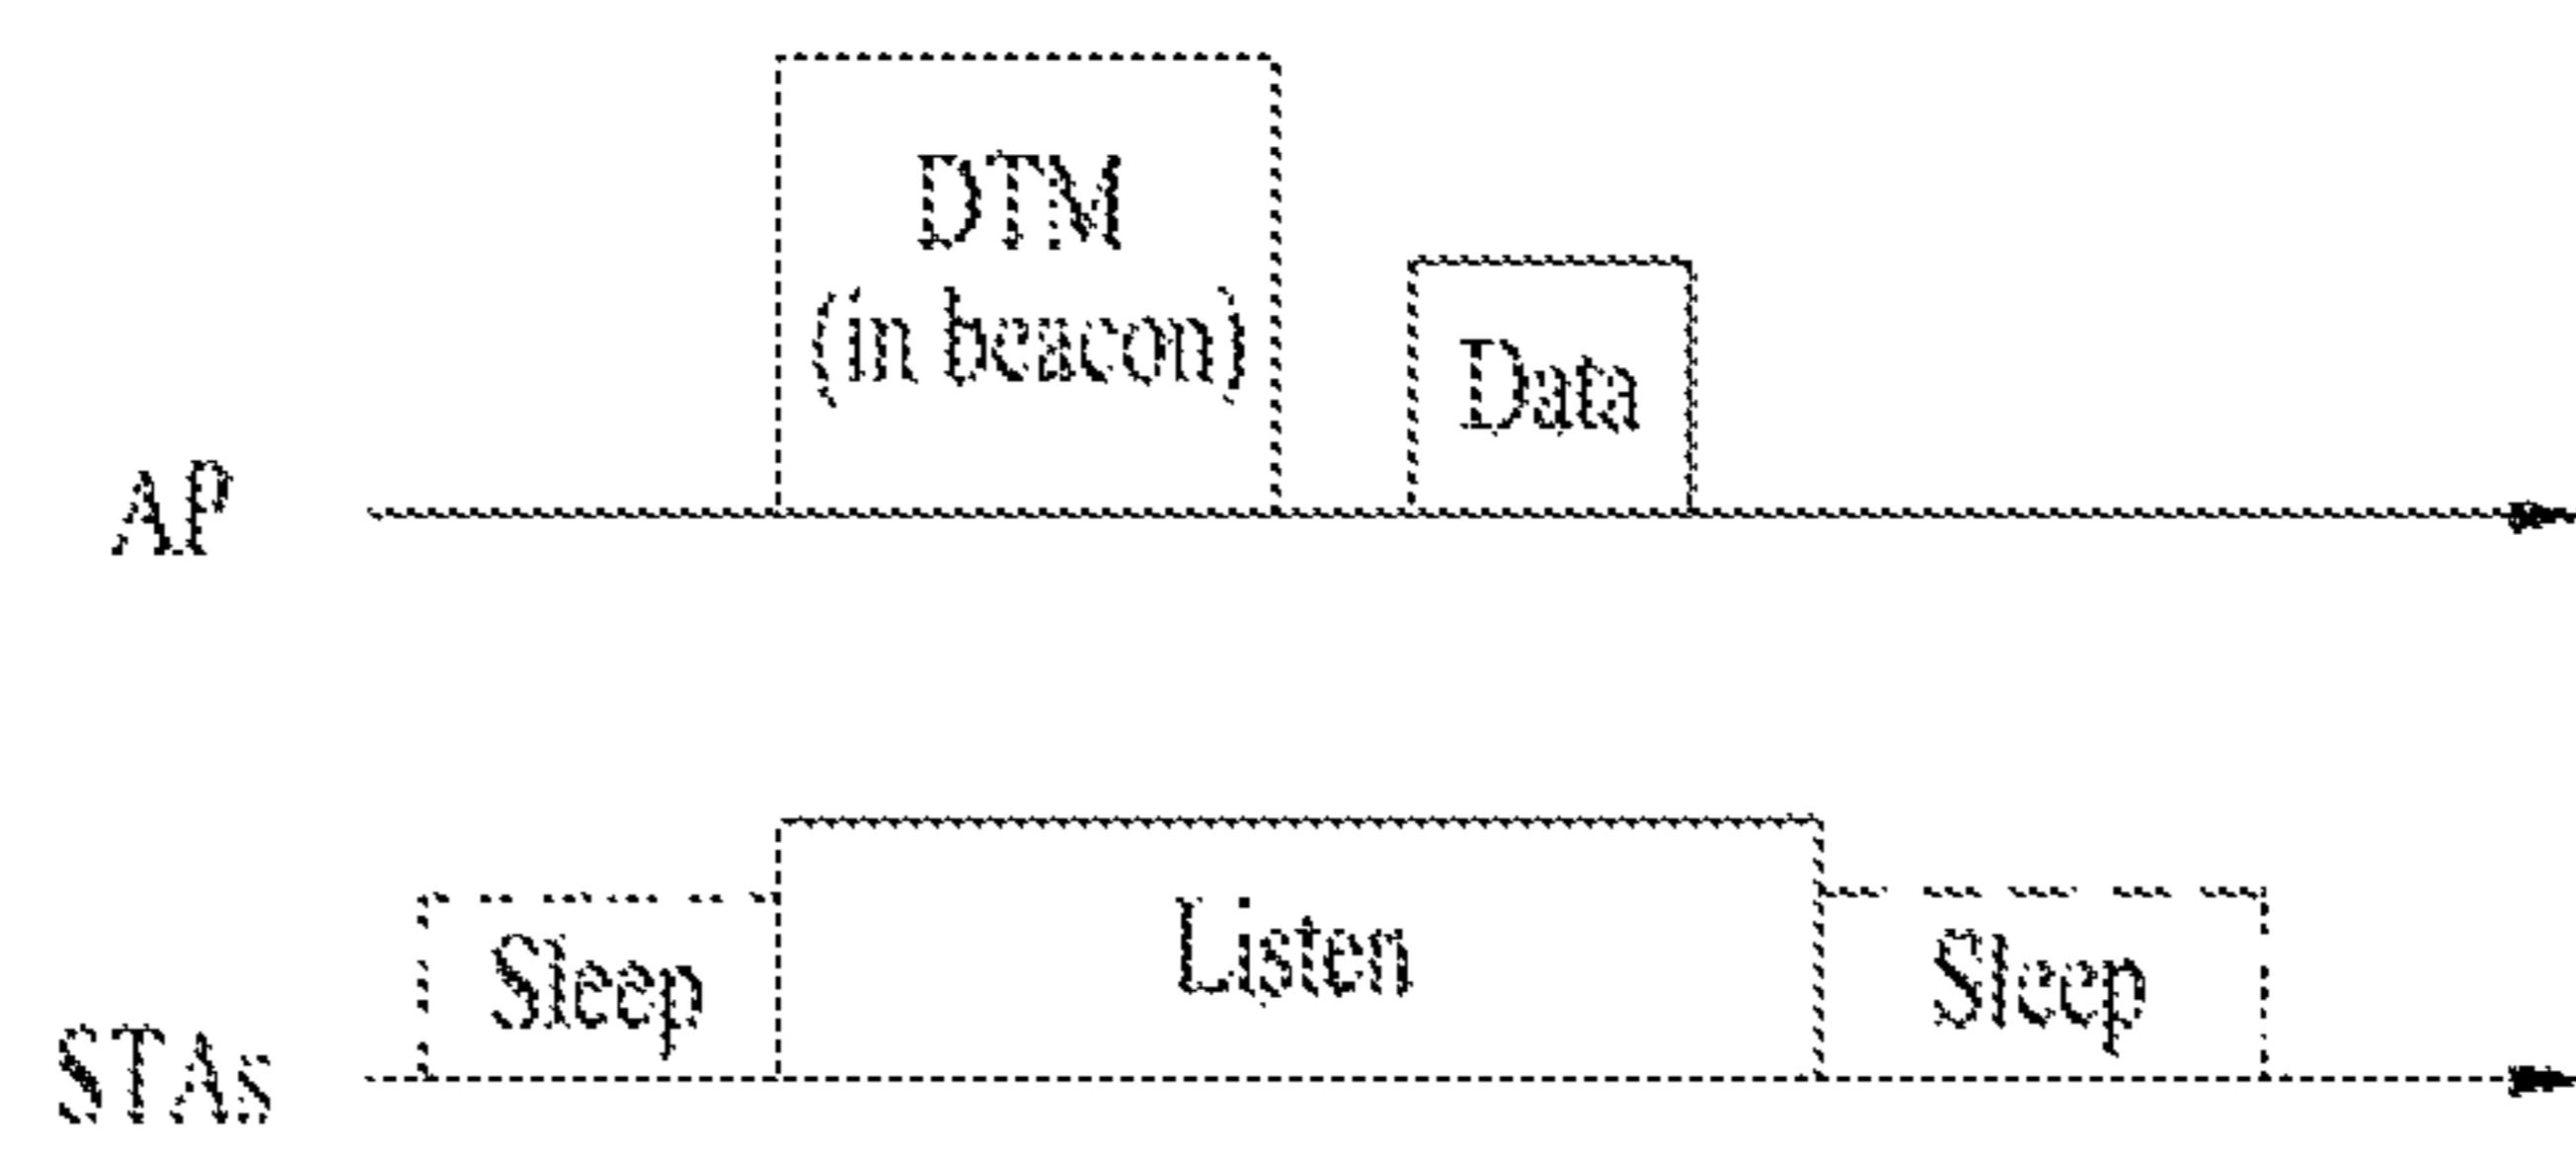 DTM
(in beacon)
Data
AP
Listen
Sleep
Sleep
STAs